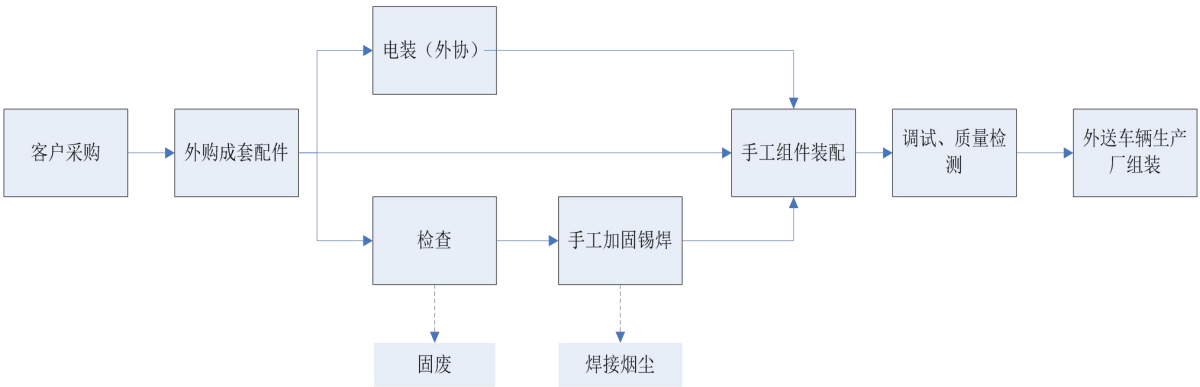 电装（外协）
客户采购
外购成套配件
手工组件装配
调试、质量检
测
外送车辆生产
厂组装
检查
手工加固锡焊
固废
焊接烟尘